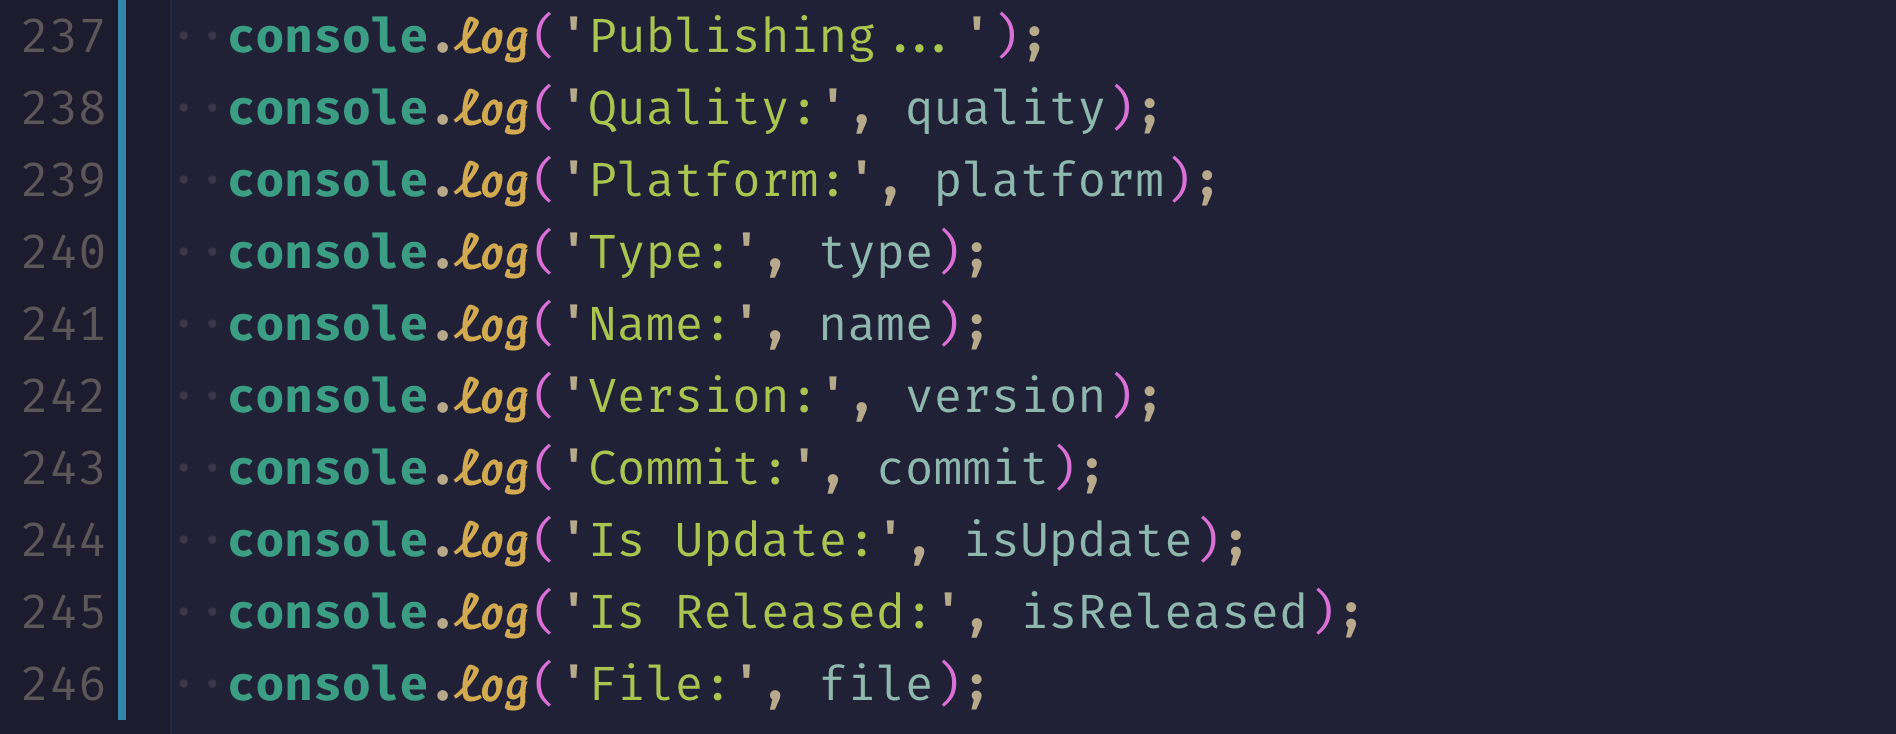 237 console.log('Publishing...');
238 console.log('Quality:', quality);
239 console.log('Platform:', platform);
240 console.log('Type:', type);
241 console.log('Name:', name);
242 console.log('Version:', version);
243 console.log('Commit:', commit);
244 console.log('Is Update:', isUpdate);
245 console.log('Is Released:', isReleased);
246 console.log('File:', file);